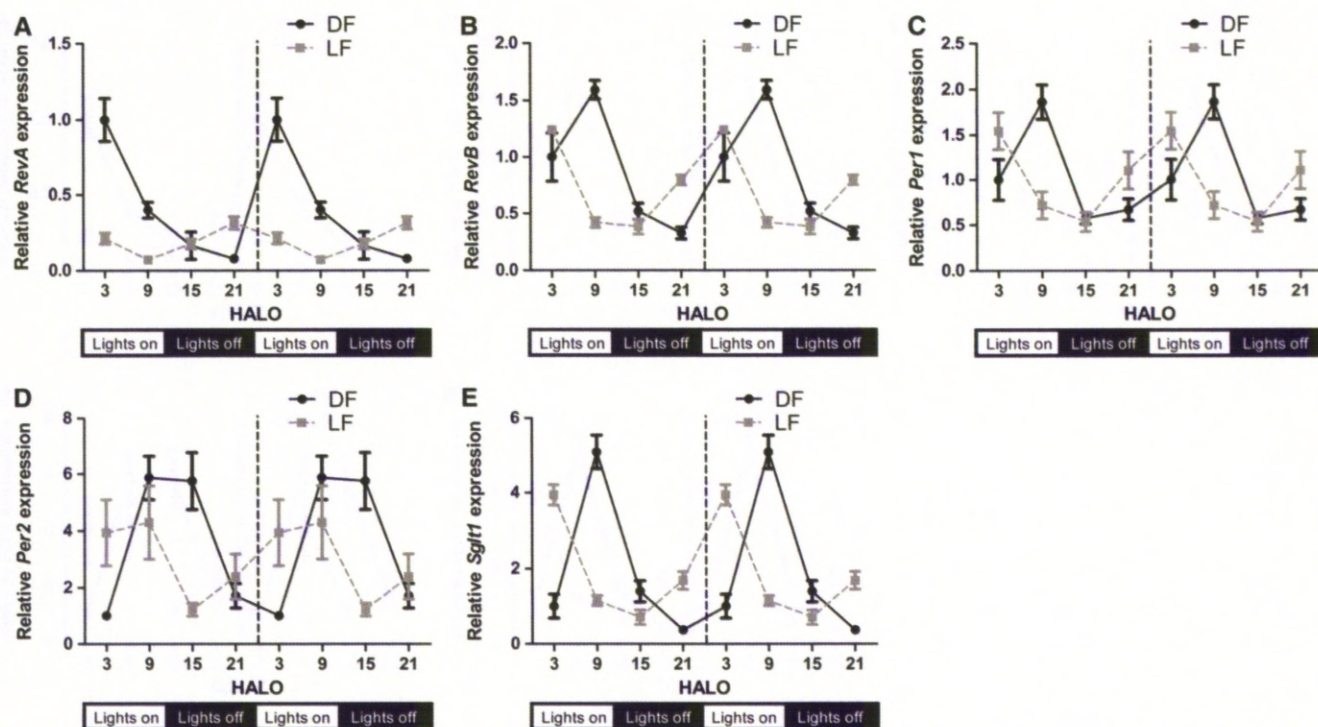 A
DF
LF
Relative RevA expression
1.5
1.0
0.5
0.0
3 9 15 21 3 9 15 21
HALO
Lights on Lights off Lights on Lights off
B
DF
LF
Relative RevB expression
2.0
1.5
1.0
0.5
0.0
3 9 15 21 3 9 15 21
HALO
Lights on Lights off Lights on Lights off
C
DF
LF
Relative Per1 expression
2.5
2.0
1.5
1.0
0.5
0.0
3 9 15 21 3 9 15 21
HALO
Lights on Lights off Lights on Lights off
D
DF
LF
Relative Per2 expression
8
6
4
2
0
3 9 15 21 3 9 15 21
HALO
Lights on Lights off Lights on Lights off
E
DF
LF
Relative Sglt1 expression
6
4
2
0
3 9 15 21 3 9 15 21
HALO
Lights on Lights off Lights on Lights off